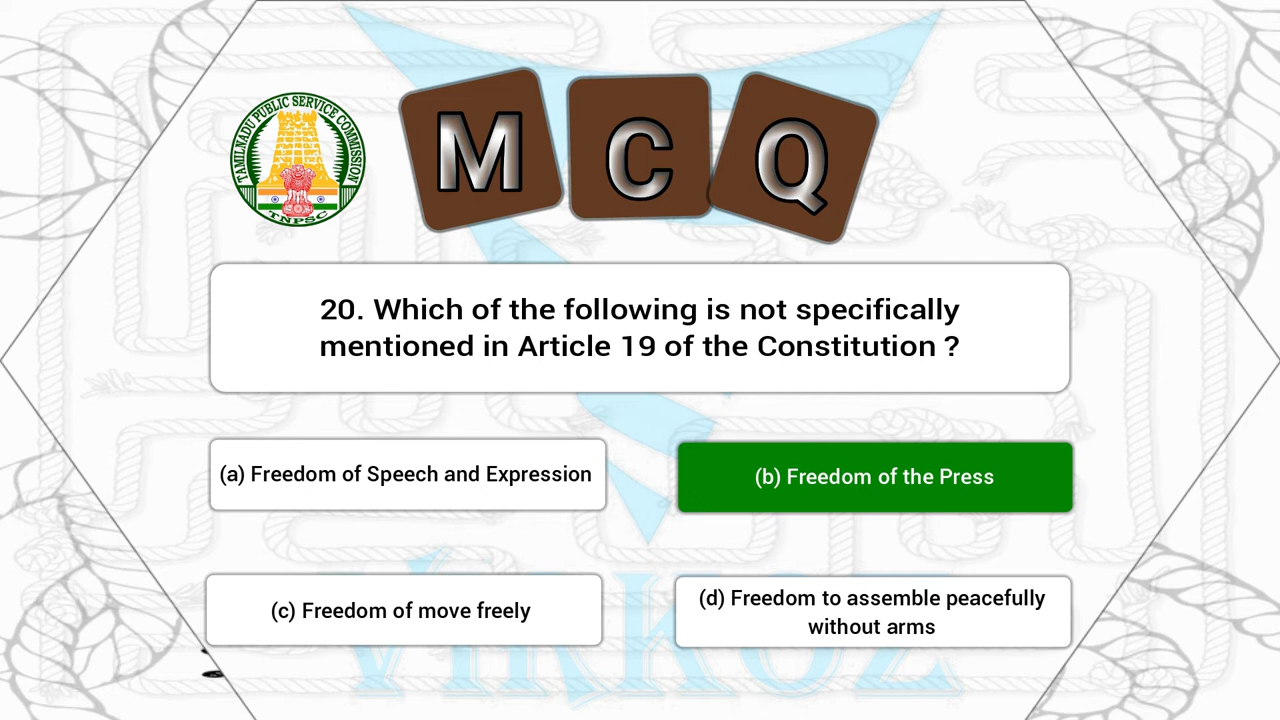 TAMILNADU PUBLIC SERVICE COMMISSION
TNPSC
MCQ
20. Which of the following is not specifically
mentioned in Article 19 of the Constitution ?
(a) Freedom of Speech and Expression
(b) Freedom of the Press
(c) Freedom of move freely
(d) Freedom to assemble peacefully
without arms
VIKKOZ